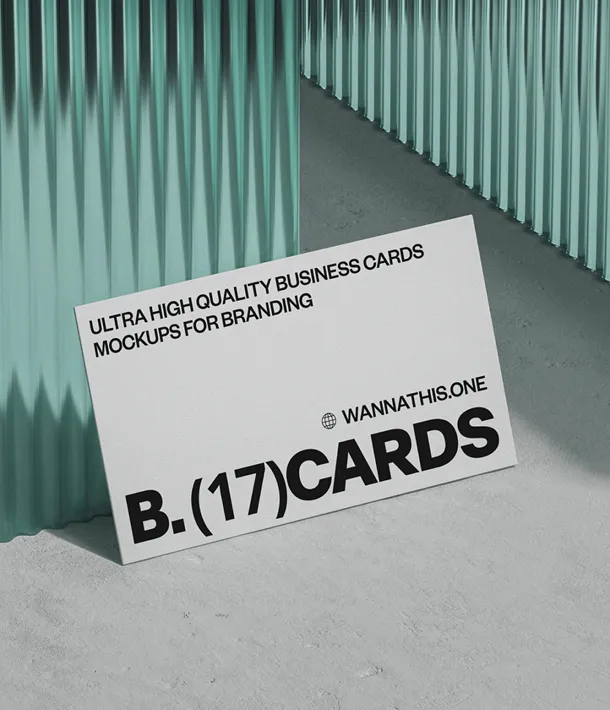 ULTRA HIGH QUALITY BUSINESS CARDS
MOCKUPS FOR BRANDING
WANNATHIS.ONE
B.(17)CARDS